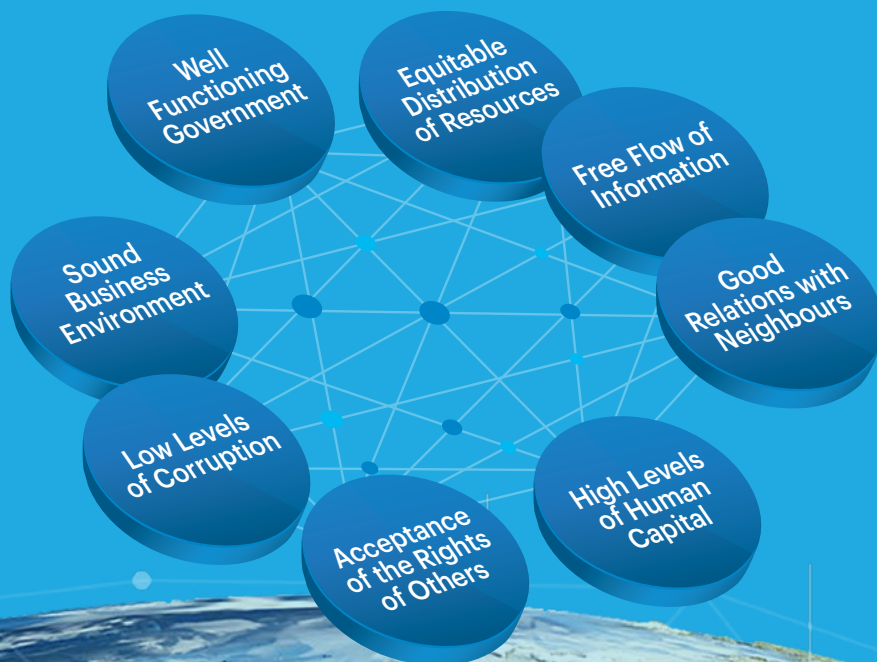 Well
Functioning
Government
Equitable
Distribution
of Resources
Free Flow of
Information
Good
Relations with
Neighbours
High Levels
of Human
Capital
Acceptance
of the Rights
of Others
Low Levels
of Corruption
Sound
Business
Environment